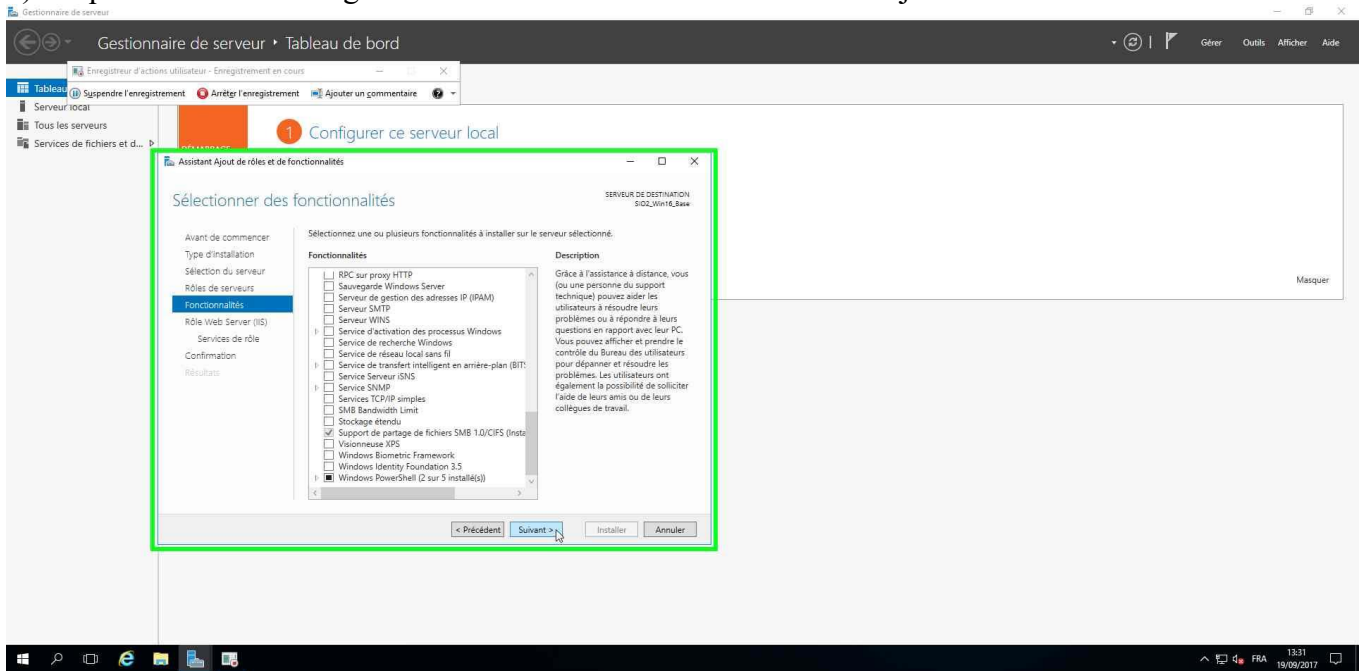 Gestionnaire de serveur
Gestionnaire de serveur • Tableau de bord
Gérer Outils Afficher Aide
Enregistreur d'actions utilisateur - Enregistrement en cours
Suspendre l'enregistrement Arrêter l'enregistrement Ajouter un commentaire
Tableau
Serveur local
Tous les serveurs
Services de fichiers et d...
1 Configurer ce serveur local
Masquer
Assistant Ajout de rôles et de fonctionnalités
Sélectionner des fonctionnalités
SERVEUR DE DESTINATION
SIO2_Win16_Base
Avant de commencer
Type d'installation
Sélection du serveur
Rôles de serveurs
Fonctionnalités
Rôle Web Server (IIS)
Services de rôle
Confirmation
Résultats
Sélectionnez une ou plusieurs fonctionnalités à installer sur le serveur sélectionné.
Fonctionnalités
RPC sur proxy HTTP
Sauvegarde Windows Server
Serveur de gestion des adresses IP (IPAM)
Serveur SMTP
Serveur WINS
Service d'activation des processus Windows
Service de recherche Windows
Service de réseau local sans fil
Service de transfert intelligent en arrière-plan (BITS
Service Serveur iSNS
Service SNMP
Services TCP/IP simples
SMB Bandwidth Limit
Stockage étendu
Support de partage de fichiers SMB 1.0/CIFS (Insta
Visionneuse XPS
Windows Biometric Framework
Windows Identity Foundation 3.5
Windows PowerShell (2 sur 5 installé(s))
Description
Grâce à l'assistance à distance, vous
(ou une personne du support
technique) pouvez aider les
utilisateurs à résoudre leurs
problèmes ou à répondre à leurs
questions en rapport avec leur PC.
Vous pouvez afficher et prendre le
contrôle du Bureau des utilisateurs
pour dépanner et résoudre les
problèmes. Les utilisateurs ont
également la possibilité de solliciter
l'aide de leurs amis ou de leurs
collègues de travail.
< Précédent Suivant > Installer Annuler
FRA
13:31
19/09/2017